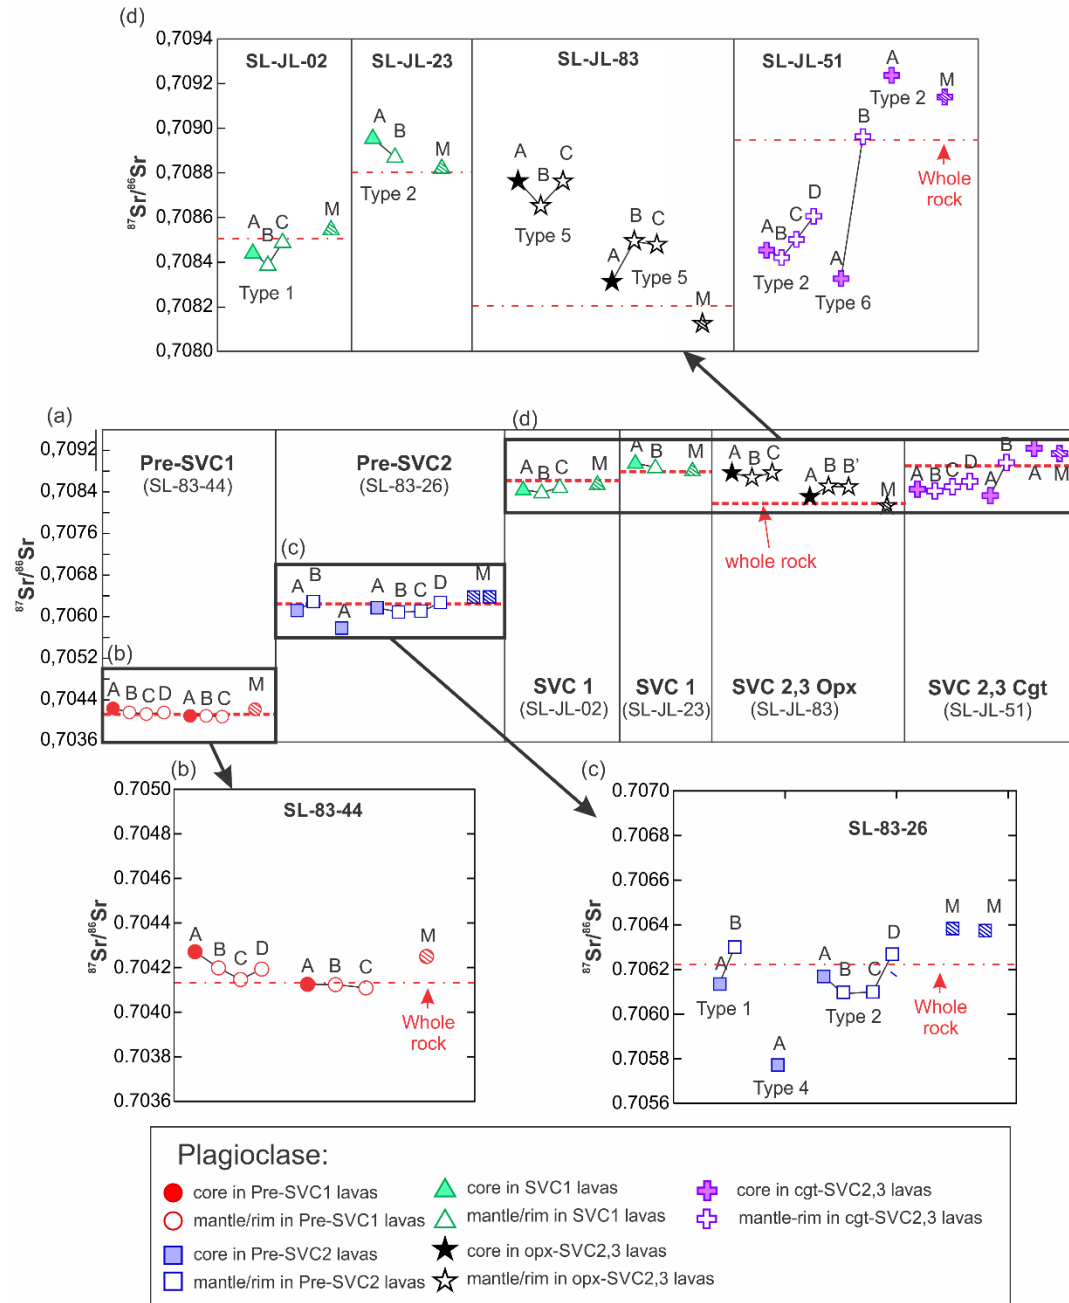 (d)
0,7094
0,7092
0,7090
0,7088
0,7086
0,7084
0,7082
0,7080
⁸⁷Sr/⁸⁶Sr
SL-JL-02
A
B
C
M
Type 1
SL-JL-23
A
B
M
Type 2
SL-JL-83
A
B
C
Type 5
A
B
C
Type 5
M
SL-JL-51
A
B
C
D
Type 2
A
B
Type 6
A
Type 2
M
Whole
rock
(a)
0,7092
0,7084
0,7076
0,7068
0,7060
0,7052
0,7044
0,7036
⁸⁷Sr/⁸⁶Sr
Pre-SVC1
(SL-83-44)
(b)
A
B
C
D
A
B
C
M
Pre-SVC2
(SL-83-26)
(c)
A
B
A
A
B
C
D
M
(d)
A
B
C
M
SVC 1
(SL-JL-02)
A
B
M
SVC 1
(SL-JL-23)
A
B
C
A
B
B'
M
whole rock
SVC 2,3 Opx
(SL-JL-83)
A
B
C
D
A
B
A
M
SVC 2,3 Cgt
(SL-JL-51)
(b)
0.7050
0.7048
0.7046
0.7044
0.7042
0.7040
0.7038
0.7036
⁸⁷Sr/⁸⁶Sr
SL-83-44
A
B
C
D
A
B
C
M
Whole
rock
(c)
0.7070
0.7068
0.7066
0.7064
0.7062
0.7060
0.7058
0.7056
⁸⁷Sr/⁸⁶Sr
SL-83-26
A
B
Type 1
A
Type 4
A
B
C
D
Type 2
M
M
Whole
rock
Plagioclase:
core in Pre-SVC1 lavas
mantle/rim in Pre-SVC1 lavas
core in Pre-SVC2 lavas
mantle/rim in Pre-SVC2 lavas
core in SVC1 lavas
mantle/rim in SVC1 lavas
core in opx-SVC2,3 lavas
mantle/rim in opx-SVC2,3 lavas
core in cgt-SVC2,3 lavas
mantle-rim in cgt-SVC2,3 lavas